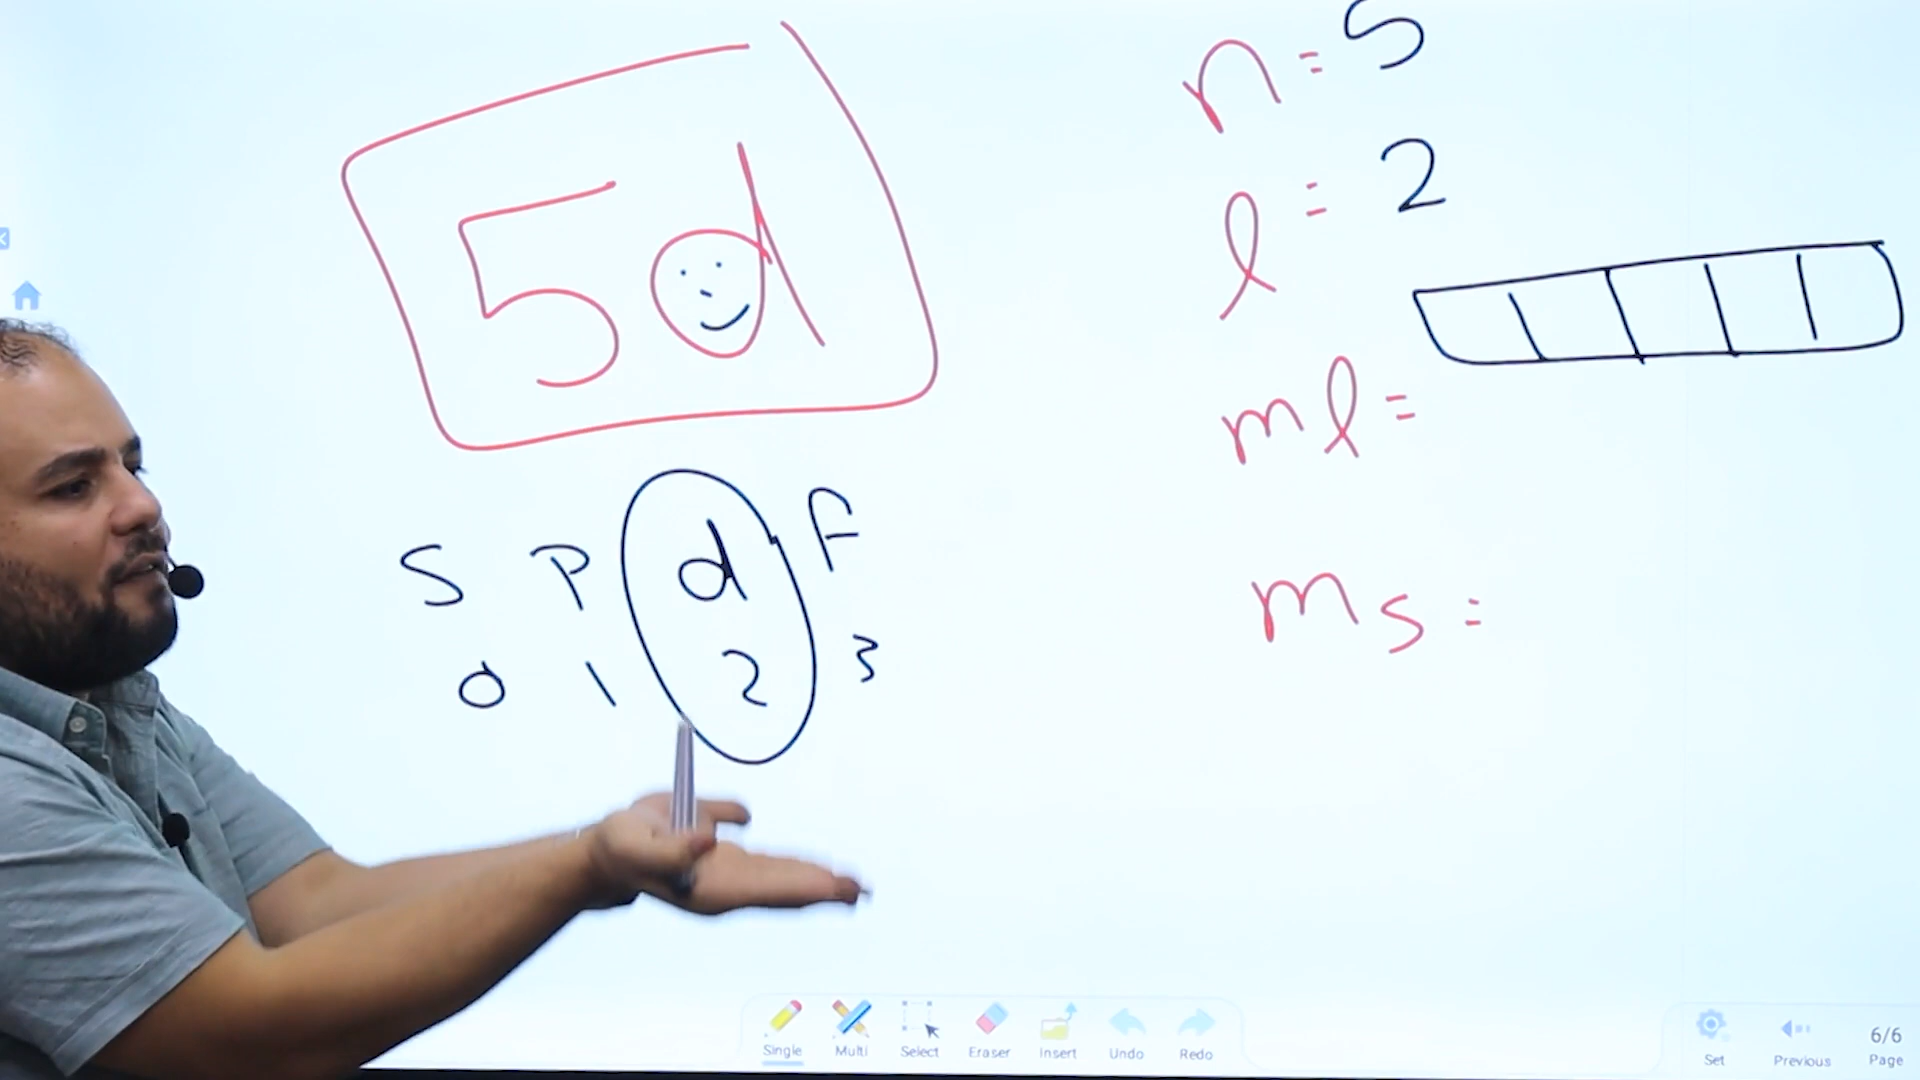 5d
n = 5
l = 2
ml =
ms =
S P d F
0 1 2 3
Single Multi Select Eraser Insert Undo Redo
Set Previous 6/6 Page